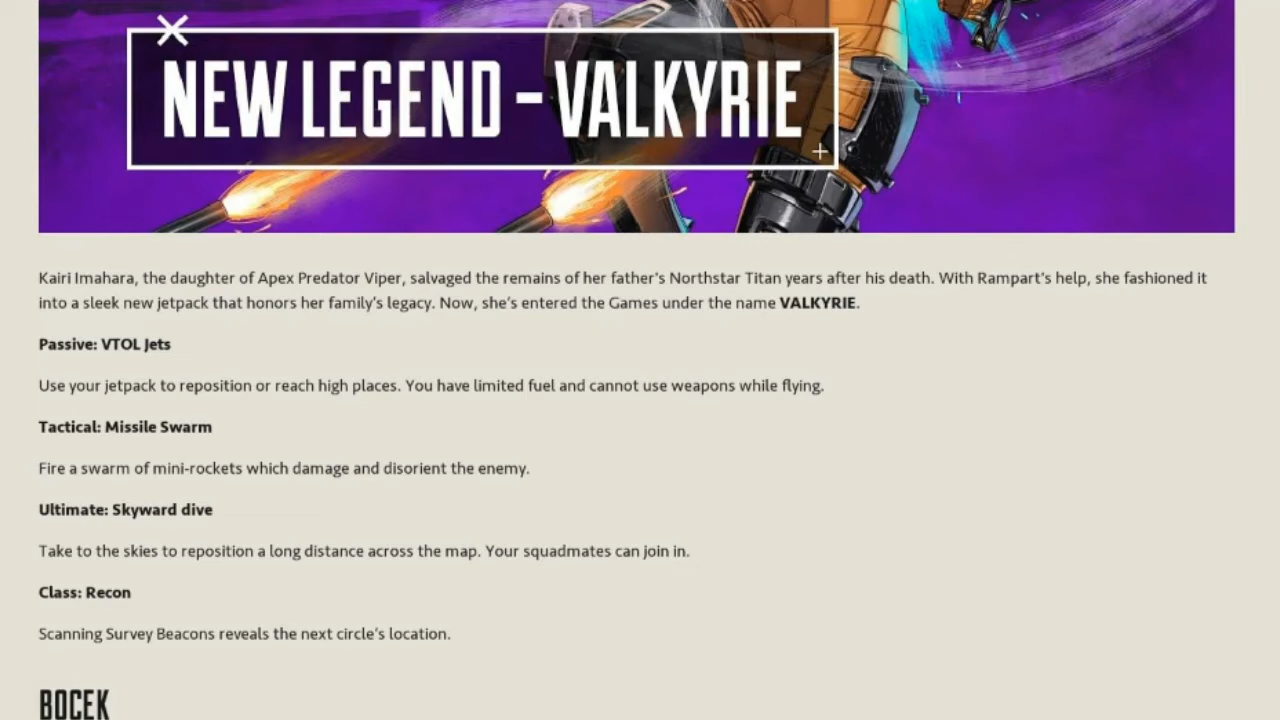 NEW LEGEND – VALKYRIE
Kairi Imahara, the daughter of Apex Predator Viper, salvaged the remains of her father's Northstar Titan years after his death. With Rampart's help, she fashioned it
into a sleek new jetpack that honors her family's legacy. Now, she's entered the Games under the name VALKYRIE.
Passive: VTOL Jets
Use your jetpack to reposition or reach high places. You have limited fuel and cannot use weapons while flying.
Tactical: Missile Swarm
Fire a swarm of mini-rockets which damage and disorient the enemy.
Ultimate: Skyward dive
Take to the skies to reposition a long distance across the map. Your squadmates can join in.
Class: Recon
Scanning Survey Beacons reveals the next circle's location.
BOCEK